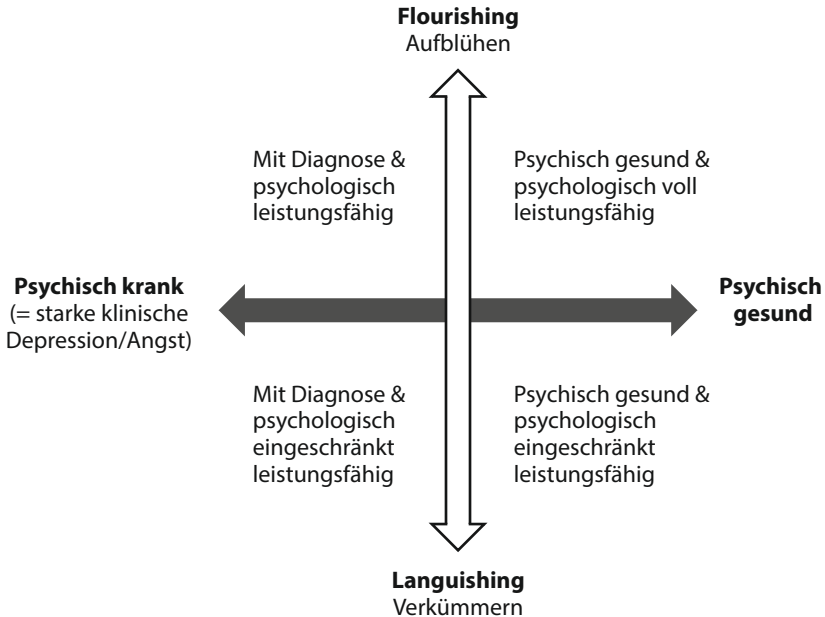 Flourishing
Aufblühen
Mit Diagnose &
psychologisch
leistungsfähig
Psychisch gesund &
psychologisch voll
leistungsfähig
Psychisch krank
(= starke klinische
Depression/Angst)
Psychisch
gesund
Mit Diagnose &
psychologisch
eingeschränkt
leistungsfähig
Psychisch gesund &
psychologisch
eingeschränkt
leistungsfähig
Languishing
Verkümmern